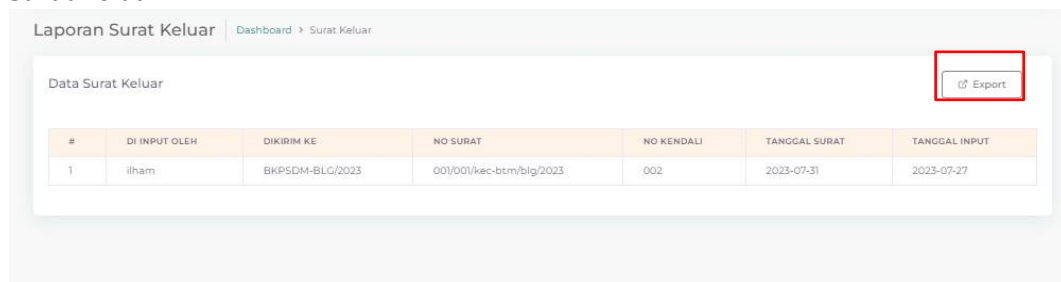 Laporan Surat Keluar Dashboard > Surat Keluar
Data Surat Keluar
Export
# DI INPUT OLEH DIKIRIM KE NO SURAT NO KENDALI TANGGAL SURAT TANGGAL INPUT
1 ilham BKPSDM-BLG/2023 001/001/kec-btm/blg/2023 002 2023-07-31 2023-07-27